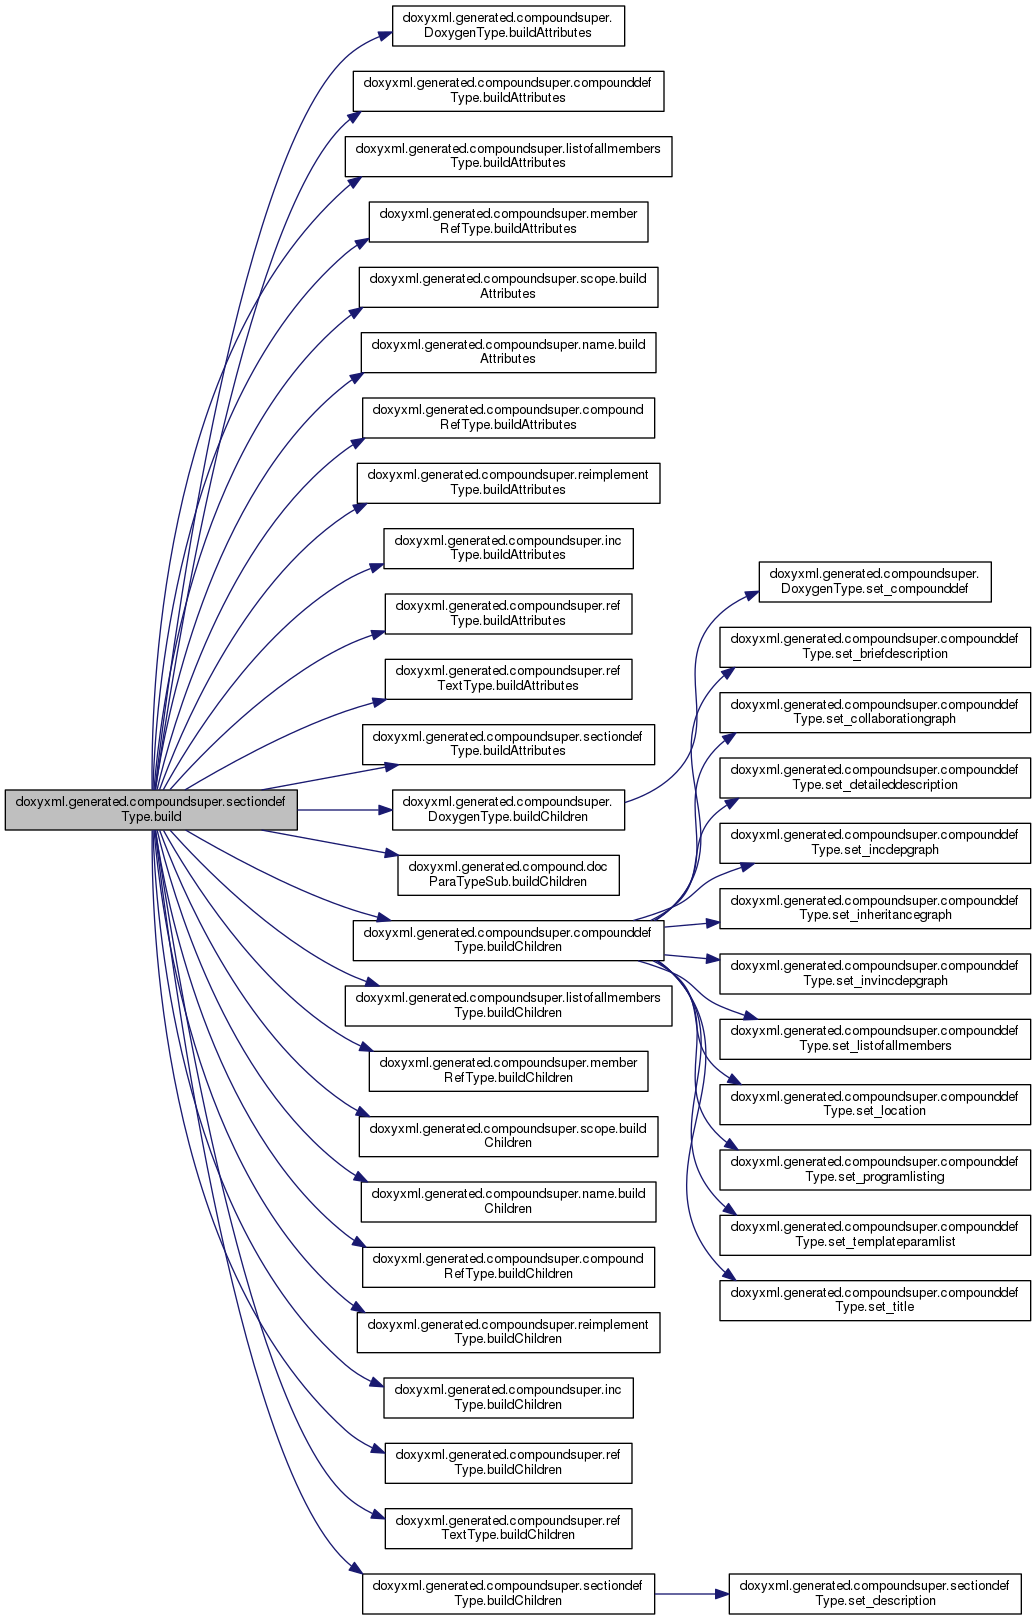 doxyxml.generated.compoundsuper.sectiondef
Type.build
doxyxml.generated.compoundsuper.
DoxygenType.buildAttributes
doxyxml.generated.compoundsuper.compounddef
Type.buildAttributes
doxyxml.generated.compoundsuper.listofallmembers
Type.buildAttributes
doxyxml.generated.compoundsuper.member
RefType.buildAttributes
doxyxml.generated.compoundsuper.scope.build
Attributes
doxyxml.generated.compoundsuper.name.build
Attributes
doxyxml.generated.compoundsuper.compound
RefType.buildAttributes
doxyxml.generated.compoundsuper.reimplement
Type.buildAttributes
doxyxml.generated.compoundsuper.inc
Type.buildAttributes
doxyxml.generated.compoundsuper.ref
Type.buildAttributes
doxyxml.generated.compoundsuper.ref
TextType.buildAttributes
doxyxml.generated.compoundsuper.sectiondef
Type.buildAttributes
doxyxml.generated.compoundsuper.
DoxygenType.buildChildren
doxyxml.generated.compound.doc
ParaTypeSub.buildChildren
doxyxml.generated.compoundsuper.compounddef
Type.buildChildren
doxyxml.generated.compoundsuper.listofallmembers
Type.buildChildren
doxyxml.generated.compoundsuper.member
RefType.buildChildren
doxyxml.generated.compoundsuper.scope.build
Children
doxyxml.generated.compoundsuper.name.build
Children
doxyxml.generated.compoundsuper.compound
RefType.buildChildren
doxyxml.generated.compoundsuper.reimplement
Type.buildChildren
doxyxml.generated.compoundsuper.inc
Type.buildChildren
doxyxml.generated.compoundsuper.ref
Type.buildChildren
doxyxml.generated.compoundsuper.ref
TextType.buildChildren
doxyxml.generated.compoundsuper.sectiondef
Type.buildChildren
doxyxml.generated.compoundsuper.
DoxygenType.set_compounddef
doxyxml.generated.compoundsuper.compounddef
Type.set_briefdescription
doxyxml.generated.compoundsuper.compounddef
Type.set_collaborationgraph
doxyxml.generated.compoundsuper.compounddef
Type.set_detaileddescription
doxyxml.generated.compoundsuper.compounddef
Type.set_incdepgraph
doxyxml.generated.compoundsuper.compounddef
Type.set_inheritancegraph
doxyxml.generated.compoundsuper.compounddef
Type.set_invincdepgraph
doxyxml.generated.compoundsuper.compounddef
Type.set_listofallmembers
doxyxml.generated.compoundsuper.compounddef
Type.set_location
doxyxml.generated.compoundsuper.compounddef
Type.set_programlisting
doxyxml.generated.compoundsuper.compounddef
Type.set_templateparamlist
doxyxml.generated.compoundsuper.compounddef
Type.set_title
doxyxml.generated.compoundsuper.sectiondef
Type.set_description